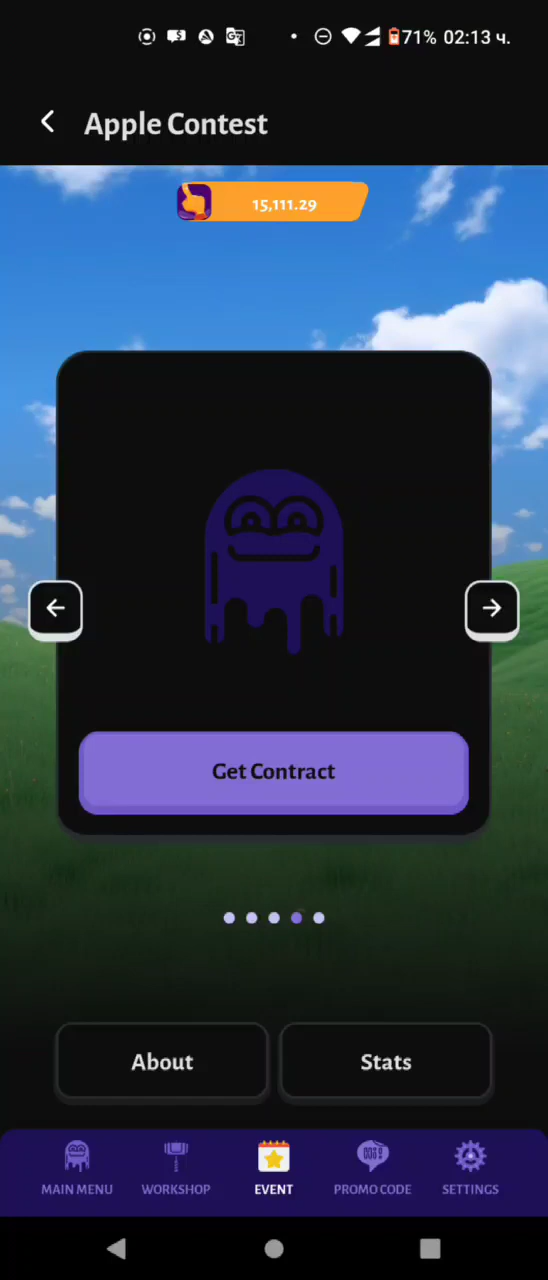 71% 02:13 ч.
Apple Contest
15,111.29
Get Contract
About
Stats
MAIN MENU
WORKSHOP
EVENT
PROMO CODE
SETTINGS